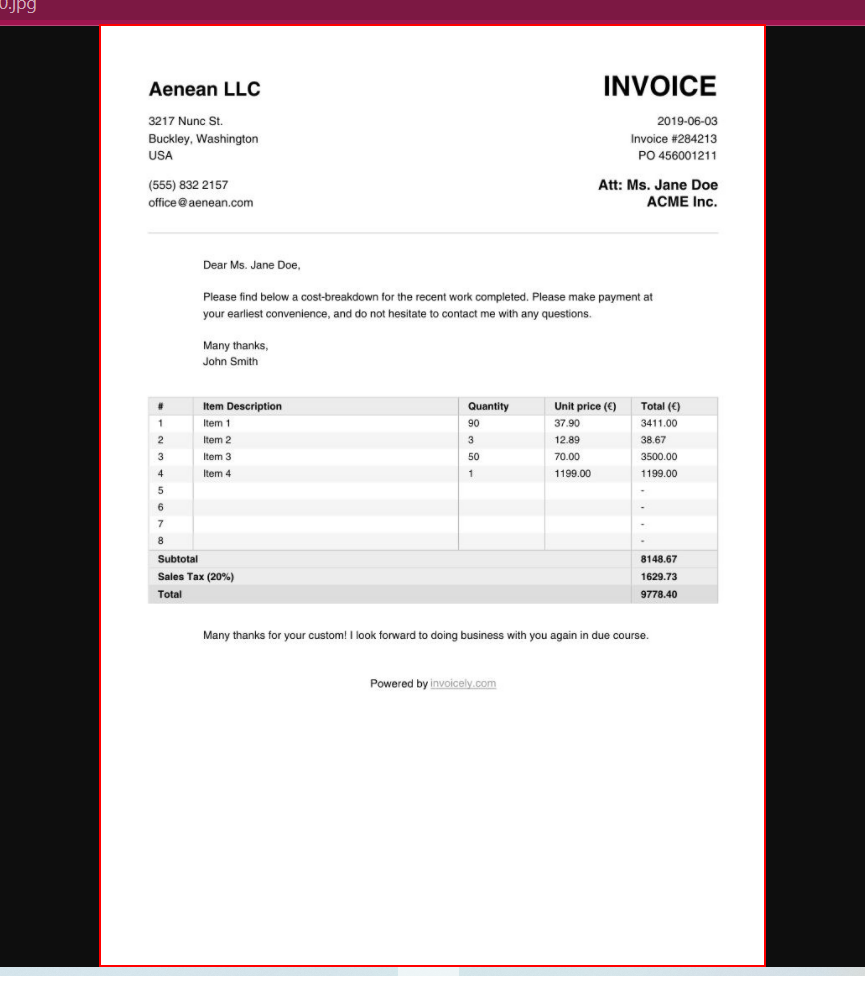 0.jpg
Aenean LLC
INVOICE
3217 Nunc St.
2019-06-03
Buckley, Washington
Invoice #284213
USA
PO 456001211
(555) 832 2157
Att: Ms. Jane Doe
office@aenean.com
ACME Inc.
Dear Ms. Jane Doe,
Please find below a cost-breakdown for the recent work completed. Please make payment at
your earliest convenience, and do not hesitate to contact me with any questions.
Many thanks,
John Smith
# Item Description Quantity Unit price (€) Total (€)
1 Item 1 90 37.90 3411.00
2 Item 2 3 12.89 38.67
3 Item 3 50 70.00 3500.00
4 Item 4 1 1199.00 1199.00
5 -
6 -
7 -
8 -
Subtotal 8148.67
Sales Tax (20%) 1629.73
Total 9778.40
Many thanks for your custom! I look forward to doing business with you again in due course.
Powered by invoicely.com